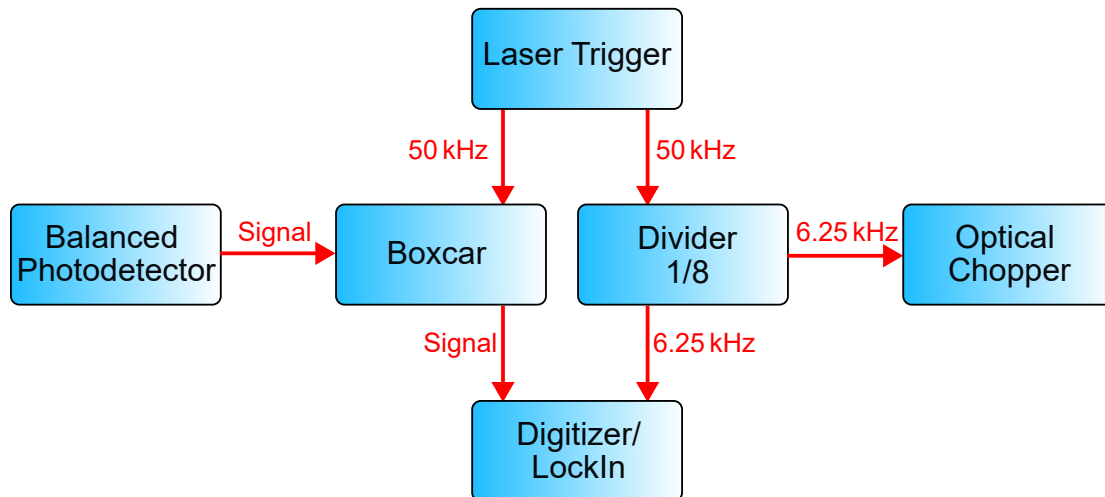 Laser Trigger
50 kHz
50 kHz
Balanced
Photodetector
Signal
Boxcar
Divider
1/8
6.25 kHz
Optical
Chopper
Signal
6.25 kHz
Digitizer/
LockIn